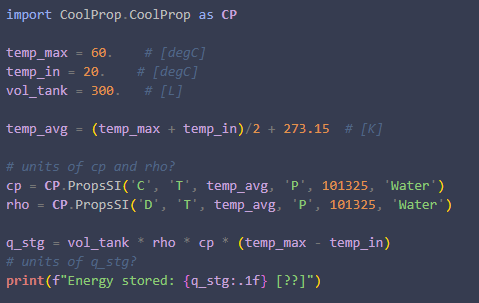 import CoolProp.CoolProp as CP
temp_max = 60.    # [degC]
temp_in = 20.    # [degC]
vol_tank = 300.   # [L]
temp_avg = (temp_max + temp_in)/2 + 273.15  # [K]
# units of cp and rho?
cp = CP.PropsSI('C', 'T', temp_avg, 'P', 101325, 'Water')
rho = CP.PropsSI('D', 'T', temp_avg, 'P', 101325, 'Water')
q_stg = vol_tank * rho * cp * (temp_max - temp_in)
# units of q_stg?
print(f"Energy stored: {q_stg:.1f} [??]")